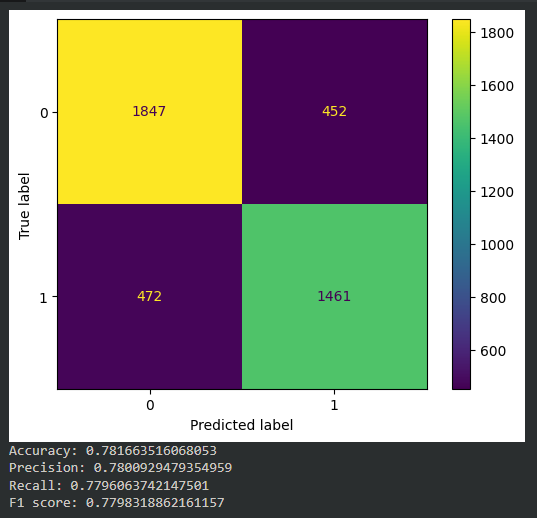 1800
1600
1400
1200
1000
800
600
0
1847
452
1
472
1461
True label
0
1
Predicted label
Accuracy: 0.781663516068053
Precision: 0.7800929479354959
Recall: 0.7796063742147501
F1 score: 0.7798318862161157